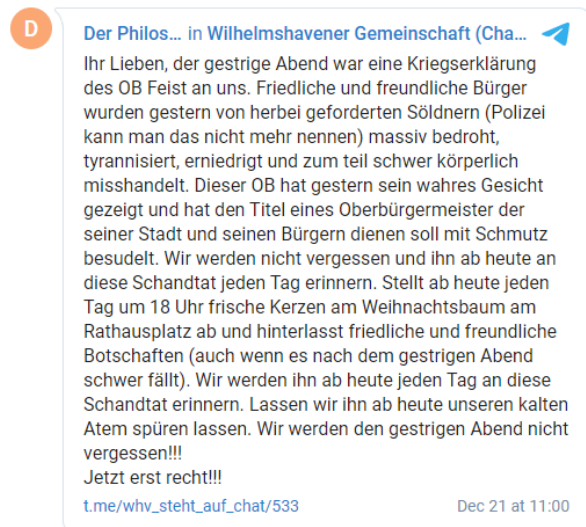 D
Der Philos... in Wilhelmshavener Gemeinschaft (Cha...
Ihr Lieben, der gestrige Abend war eine Kriegserklärung
des OB Feist an uns. Friedliche und freundliche Bürger
wurden gestern von herbei geforderten Söldnern (Polizei
kann man das nicht mehr nennen) massiv bedroht,
tyrannisiert, erniedrigt und zum teil schwer körperlich
misshandelt. Dieser OB hat gestern sein wahres Gesicht
gezeigt und hat den Titel eines Oberbürgermeister der
seiner Stadt und seinen Bürgern dienen soll mit Schmutz
besudelt. Wir werden nicht vergessen und ihn ab heute an
diese Schandtat jeden Tag erinnern. Stellt ab heute jeden
Tag um 18 Uhr frische Kerzen am Weihnachtsbaum am
Rathausplatz ab und hinterlasst friedliche und freundliche
Botschaften (auch wenn es nach dem gestrigen Abend
schwer fällt). Wir werden ihn ab heute jeden Tag an diese
Schandtat erinnern. Lassen wir ihn ab heute unseren kalten
Atem spüren lassen. Wir werden den gestrigen Abend nicht
vergessen!!!
Jetzt erst recht!!!
t.me/whv_steht_auf_chat/533 Dec 21 at 11:00